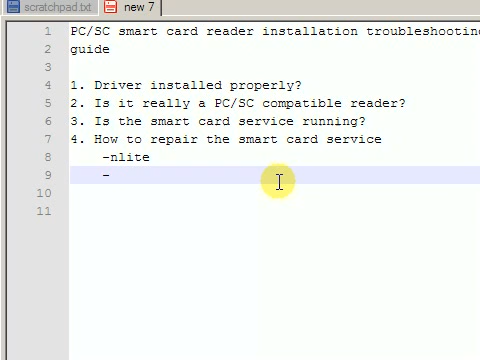 scratchpad.txt
new 7
1 PC/SC smart card reader installation troubleshooting
2 guide
3
4 1. Driver installed properly?
5 2. Is it really a PC/SC compatible reader?
6 3. Is the smart card service running?
7 4. How to repair the smart card service
8 -nlite
9 -
10
11